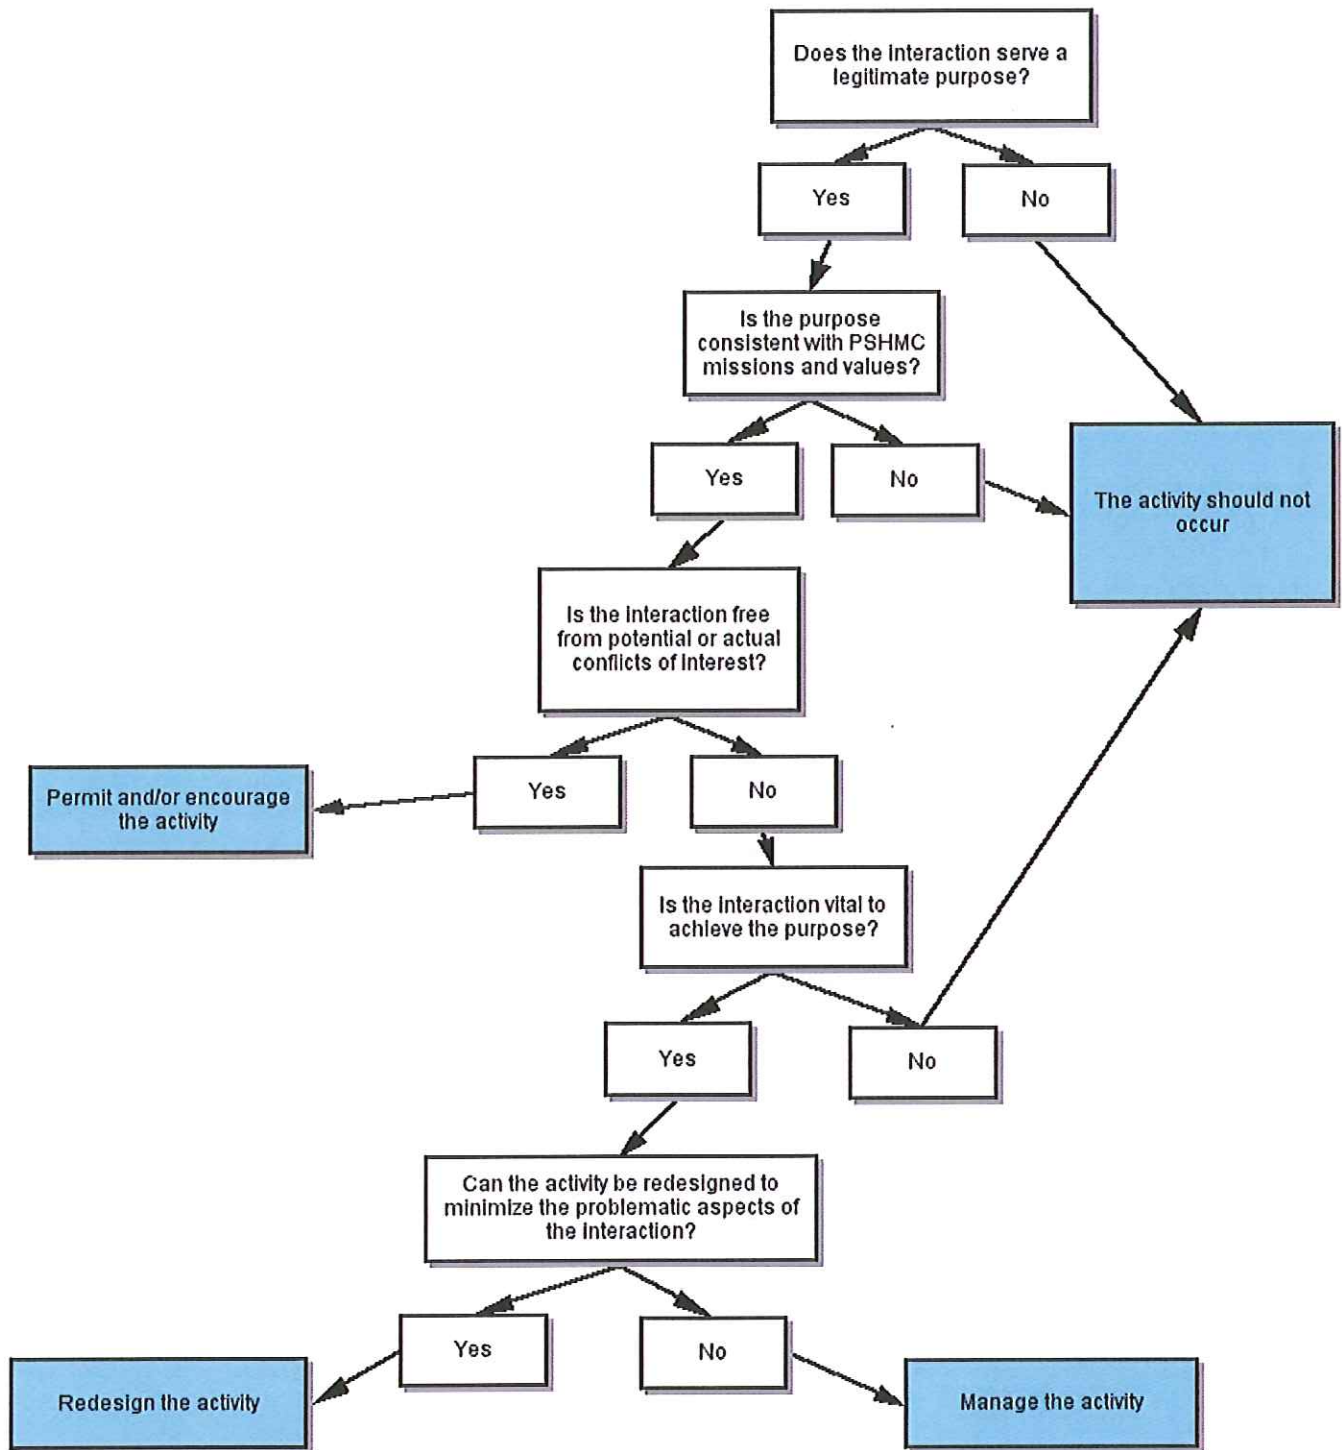 Does the interaction serve a
legitimate purpose?
Yes
No
Is the purpose
consistent with PSHMC
missions and values?
Yes
No
The activity should not
occur
Is the interaction free
from potential or actual
conflicts of interest?
Permit and/or encourage
the activity
Yes
No
Is the interaction vital to
achieve the purpose?
Yes
No
Can the activity be redesigned to
minimize the problematic aspects of
the interaction?
Yes
No
Redesign the activity
Manage the activity